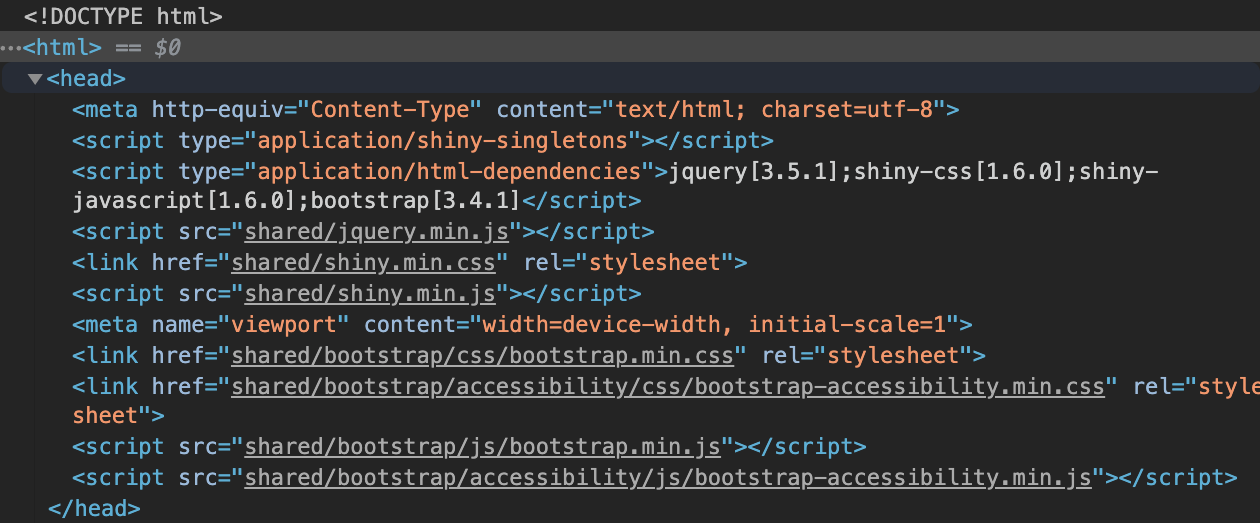 <!DOCTYPE html>
…<html> == $0
▼<head>
<meta http-equiv="Content-Type" content="text/html; charset=utf-8">
<script type="application/shiny-singletons"></script>
<script type="application/html-dependencies">jquery[3.5.1];shiny-css[1.6.0];shiny-
javascript[1.6.0];bootstrap[3.4.1]</script>
<script src="shared/jquery.min.js"></script>
<link href="shared/shiny.min.css" rel="stylesheet">
<script src="shared/shiny.min.js"></script>
<meta name="viewport" content="width=device-width, initial-scale=1">
<link href="shared/bootstrap/css/bootstrap.min.css" rel="stylesheet">
<link href="shared/bootstrap/accessibility/css/bootstrap-accessibility.min.css" rel="style
sheet">
<script src="shared/bootstrap/js/bootstrap.min.js"></script>
<script src="shared/bootstrap/accessibility/js/bootstrap-accessibility.min.js"></script>
</head>